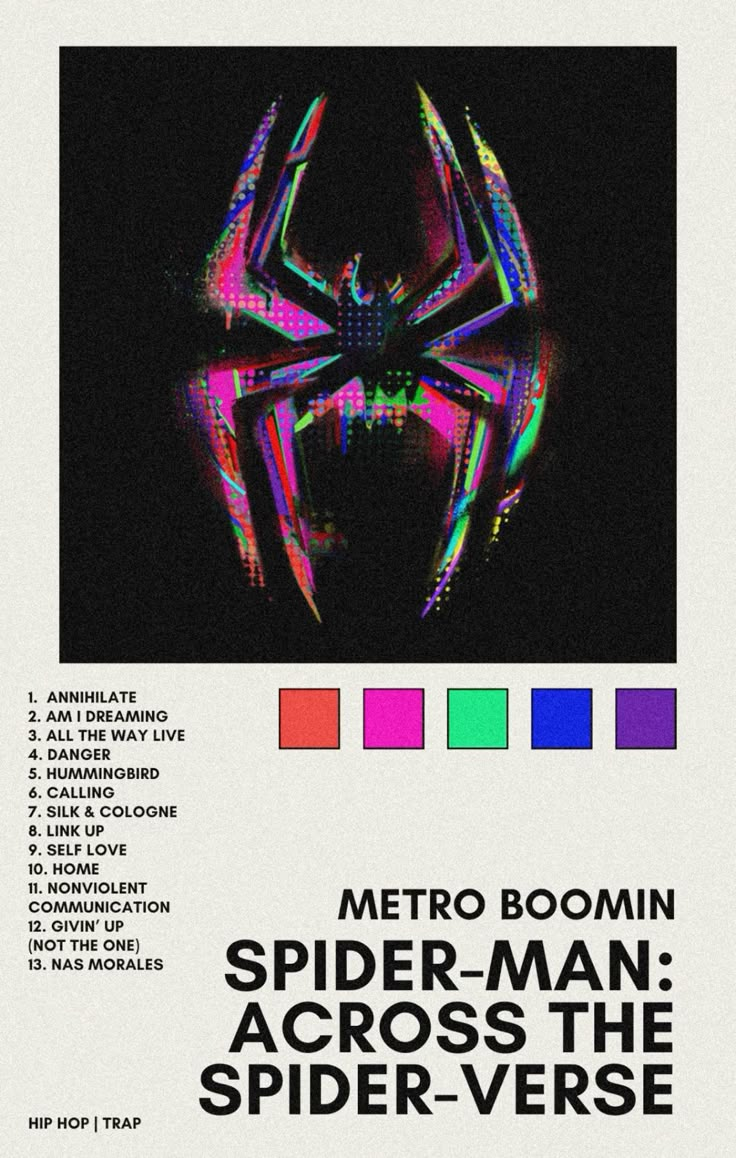 1. ANNIHILATE
2. AM I DREAMING
3. ALL THE WAY LIVE
4. DANGER
5. HUMMINGBIRD
6. CALLING
7. SILK & COLOGNE
8. LINK UP
9. SELF LOVE
10. HOME
11. NONVIOLENT
COMMUNICATION
12. GIVIN’ UP
(NOT THE ONE)
13. NAS MORALES
METRO BOOMIN
SPIDER-MAN:
ACROSS THE
SPIDER-VERSE
HIP HOP | TRAP